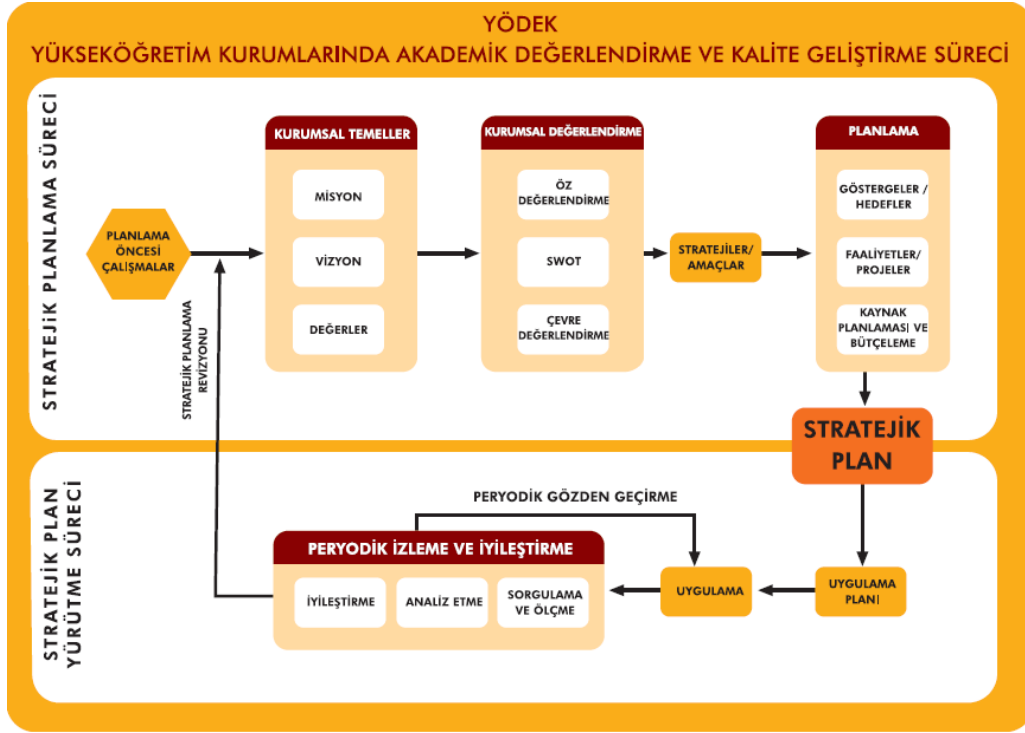 YÖDEK
YÜKSEKÖĞRETİM KURUMLARINDA AKADEMİK DEĞERLENDİRME VE KALİTE GELİŞTİRME SÜRECİ
STRATEJiK PLANLAMA SÜRECİ
PLANLAMA
ÖNCESİ
ÇALIŞMALAR
KURUMSAL TEMELLER
MİSYON
VİZYON
DEĞERLER
KURUMSAL DEĞERLENDİRME
ÖZ
DEĞERLENDİRME
SWOT
ÇEVRE
DEĞERLENDİRME
STRATEJİLER/
AMAÇLAR
PLANLAMA
GÖSTERGELER /
HEDEFLER
FAALİYETLER/
PROJELER
KAYNAK
PLANLAMASI VE
BÜTÇELEME
STRATEJİK PLANLAMA
REVİZYONU
STRATEJİK
PLAN
STRATEJİK PLAN
YÜRÜTME SÜRECİ
PERYODİK GÖZDEN GEÇİRME
PERYODİK İZLEME VE İYİLEŞTİRME
İYİLEŞTİRME
ANALİZ ETME
SORGULAMA
VE ÖLÇME
UYGULAMA
UYGULAMA
PLANI